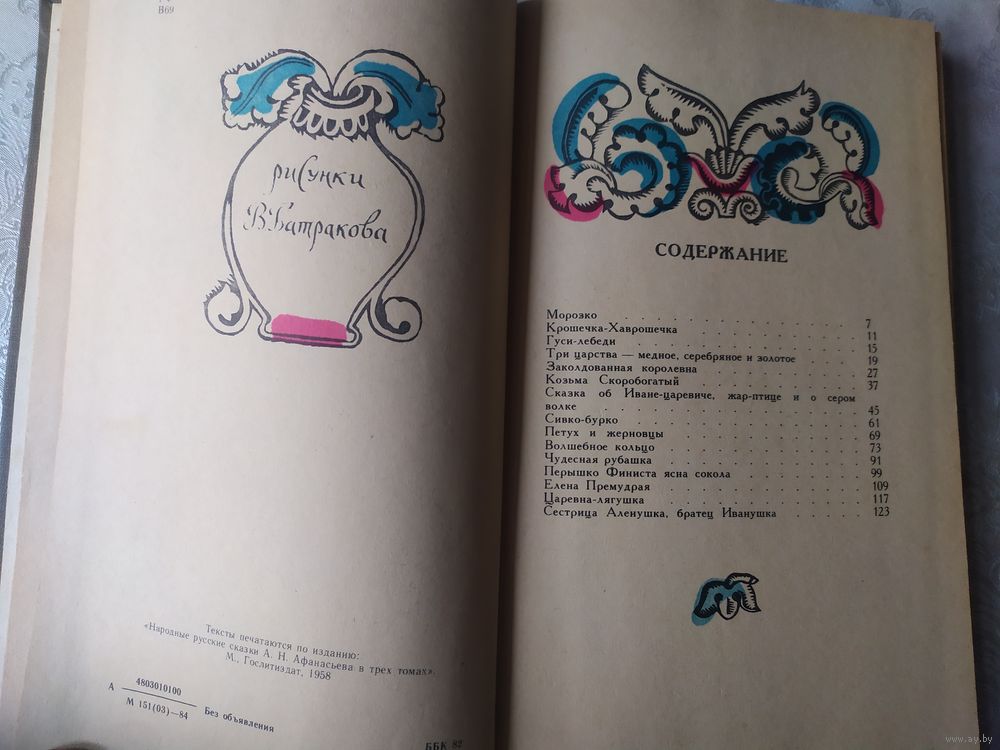 В69
рисунки
В.Батракова
Тексты печатаются по изданию:
«Народные русские сказки А. Н. Афанасьева в трех томах».
М., Гослитиздат, 1958
А 4803010100
М 151(03)—84
Без объявления
ББК 82
СОДЕРЖАНИЕ
Морозко . . . . . . . . . . . 7
Крошечка-Хаврошечка . . . . . . . . 11
Гуси-лебеди . . . . . . . . . . 15
Три царства — медное, серебряное и золотое . . . 19
Заколдованная королевна . . . . . . . 27
Козьма Скоробогатый . . . . . . . . 37
Сказка об Иване-царевиче, жар-птице и о сером
волке . . . . . . . . . . . 45
Сивко-бурко . . . . . . . . . . 61
Петух и жерновцы . . . . . . . . . 69
Волшебное кольцо . . . . . . . . . 73
Чудесная рубашка . . . . . . . . . 91
Перышко Финиста ясна сокола . . . . . . 99
Елена Премудрая . . . . . . . . . 109
Царевна-лягушка . . . . . . . . . 117
Сестрица Аленушка, братец Иванушка . . . . 123
www.ay.by